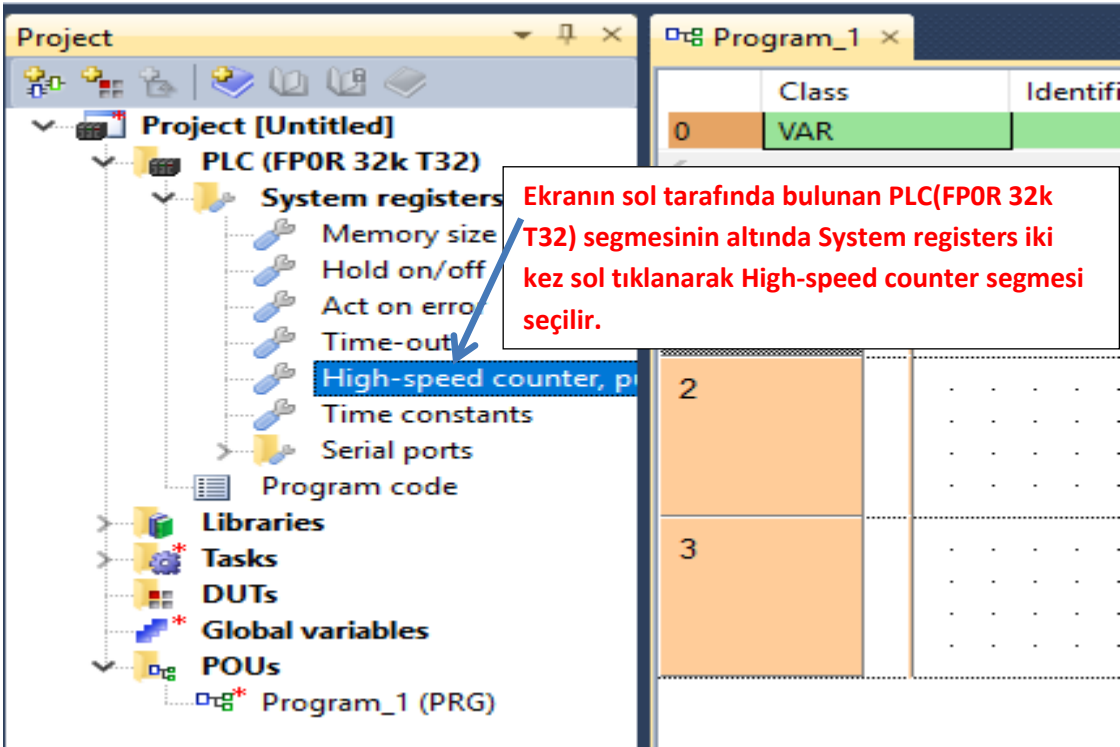 Project
Program_1
Class
Identifi
0
VAR
Project [Untitled]
PLC (FP0R 32k T32)
System registers
Memory size
Hold on/off
Act on error
Time-out
High-speed counter, pu
Time constants
Serial ports
Program code
Libraries
Tasks
DUTs
Global variables
POUs
Program_1 (PRG)
Ekranın sol tarafında bulunan PLC(FP0R 32k
T32) segmesinin altında System registers iki
kez sol tıklanarak High-speed counter segmesi
seçilir.
2
3